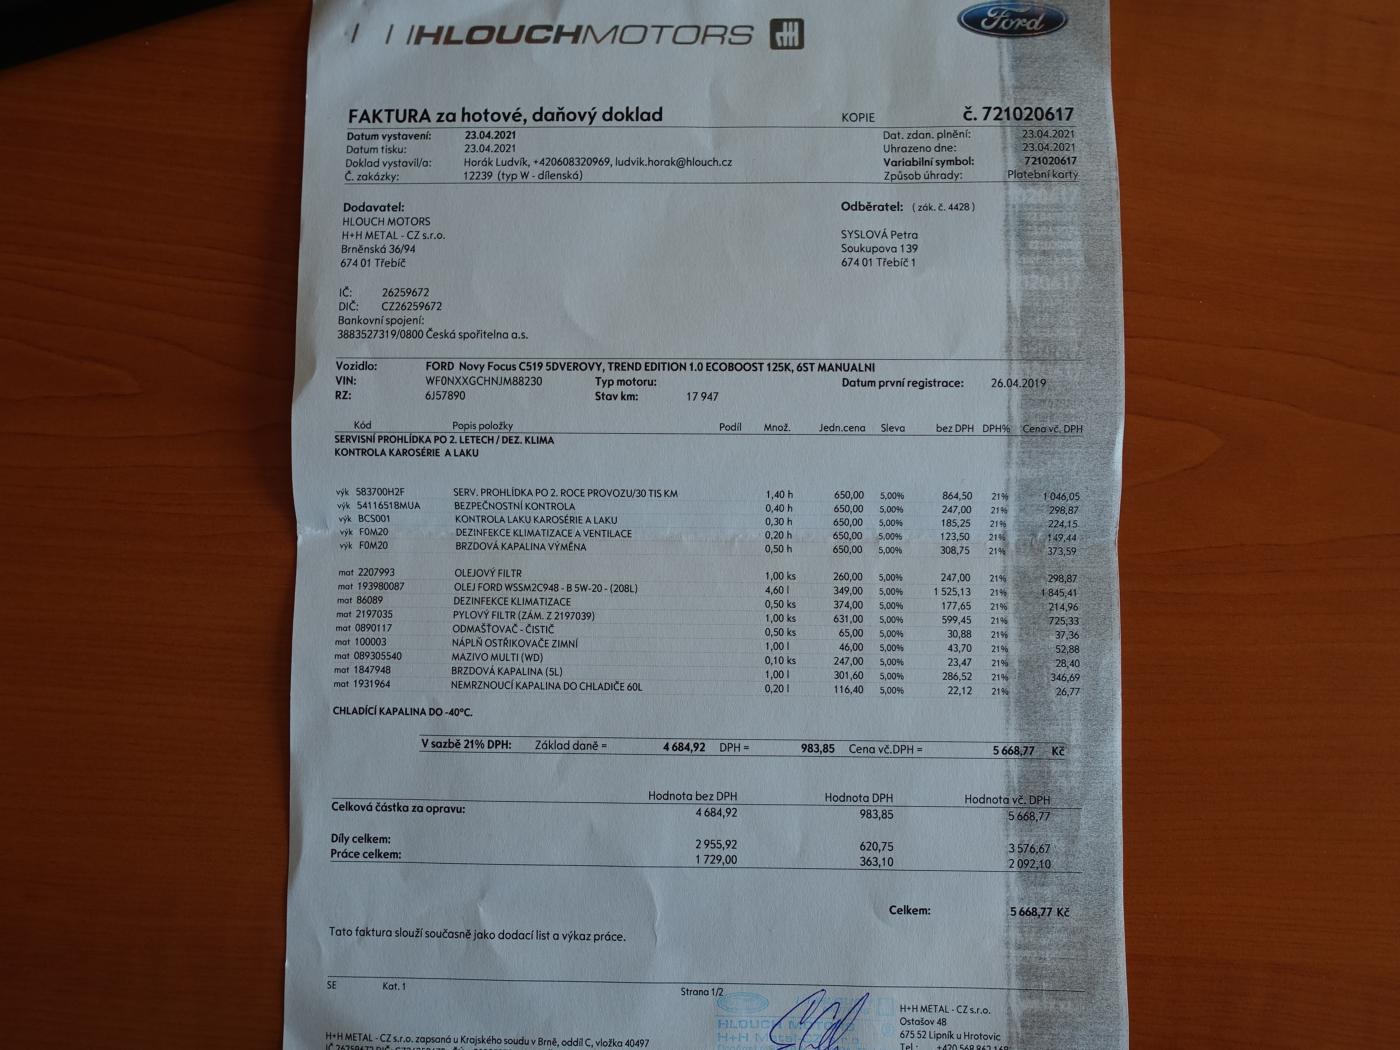 HLOUCHMOTORS
Ford
FAKTURA za hotové, daňový doklad KOPIE č. 721020617
Datum vystavení: 23.04.2021 Dat. zdan. plnění: 23.04.2021
Datum tisku: 23.04.2021 Uhrazeno dne: 23.04.2021
Doklad vystavil/a: Horák Ludvík, +420608320969, ludvik.horak@hlouch.cz Variabilní symbol: 721020617
Č. zakázky: 12239 (typ W - dílenská) Způsob úhrady: Platební karty
Dodavatel: Odběratel: ( zák. č. 4428 )
HLOUCH MOTORS
H+H METAL - CZ s.r.o. SYSLOVÁ Petra
Brněnská 36/94 Soukupova 139
674 01 Třebíč 674 01 Třebíč 1
IČ: 26259672
DIČ: CZ26259672
Bankovní spojení:
3883527319/0800 Česká spořitelna a.s.
Vozidlo: FORD Novy Focus C519 5DVEROVY, TREND EDITION 1.0 ECOBOOST 125K, 6ST MANUALNI
VIN: WF0NXXGCHNJM88230 Typ motoru: Datum první registrace: 26.04.2019
RZ: 6J57890 Stav km: 17 947
Kód Popis položky Podíl Množ. Jedn.cena Sleva bez DPH DPH% Cena vč. DPH
SERVISNÍ PROHLÍDKA PO 2. LETECH / DEZ. KLIMA
KONTROLA KAROSÉRIE A LAKU
výk 583700H2F SERV. PROHLÍDKA PO 2. ROCE PROVOZU/30 TIS KM 1,40 h 650,00 5,00% 864,50 21% 1 046,05
výk 54116518MUA BEZPEČNOSTNÍ KONTROLA 0,40 h 650,00 5,00% 247,00 21% 298,87
výk BCS001 KONTROLA LAKU KAROSÉRIE A LAKU 0,30 h 650,00 5,00% 185,25 21% 224,15
výk FOM20 DEZINFEKCE KLIMATIZACE A VENTILACE 0,20 h 650,00 5,00% 123,50 21% 149,44
výk FOM20 BRZDOVÁ KAPALINA VÝMĚNA 0,50 h 650,00 5,00% 308,75 21% 373,59
mat 2207993 OLEJOVÝ FILTR 1,00 ks 260,00 5,00% 247,00 21% 298,87
mat 193980087 OLEJ FORD WSSM2C948 - B 5W-20 - (208L) 4,60 l 349,00 5,00% 1 525,13 21% 1 845,41
mat 86089 DEZINFEKCE KLIMATIZACE 0,50 ks 374,00 5,00% 177,65 21% 214,96
mat 2197035 PYLOVÝ FILTR (ZÁM. Z 2197039) 1,00 ks 631,00 5,00% 599,45 21% 725,33
mat 0890117 ODMAŠŤOVAČ - ČISTIČ 0,50 ks 65,00 5,00% 30,88 21% 37,36
mat 100003 NÁPLŇ OSTŘIKOVAČE ZIMNÍ 1,00 l 46,00 5,00% 43,70 21% 52,88
mat 089305540 MAZIVO MULTI (WD) 0,10 ks 247,00 5,00% 23,47 21% 28,40
mat 1847948 BRZDOVÁ KAPALINA (5L) 1,00 l 301,60 5,00% 286,52 21% 346,69
mat 1931964 NEMRZNOUCÍ KAPALINA DO CHLADIČE 60L 0,20 l 116,40 5,00% 22,12 21% 26,77
CHLADÍCÍ KAPALINA DO -40°C.
V sazbě 21% DPH: Základ daně = 4 684,92 DPH = 983,85 Cena vč.DPH = 5 668,77 Kč
Hodnota bez DPH Hodnota DPH Hodnota vč. DPH
Celková částka za opravu: 4 684,92 983,85 5 668,77
Díly celkem: 2 955,92 620,75 3 576,67
Práce celkem: 1 729,00 363,10 2 092,10
Celkem: 5 668,77 Kč
Tato faktura slouží současně jako dodací list a výkaz práce.
SE Kat. 1 Strana 1/2
HLOUCH MOTORS
H+H METAL - CZ s.r.o.
Ostašov 48
675 52 Lipník u Hrotovic
H+H METAL - CZ s.r.o. zapsaná u Krajského soudu v Brně, oddíl C, vložka 40497
Tel.: